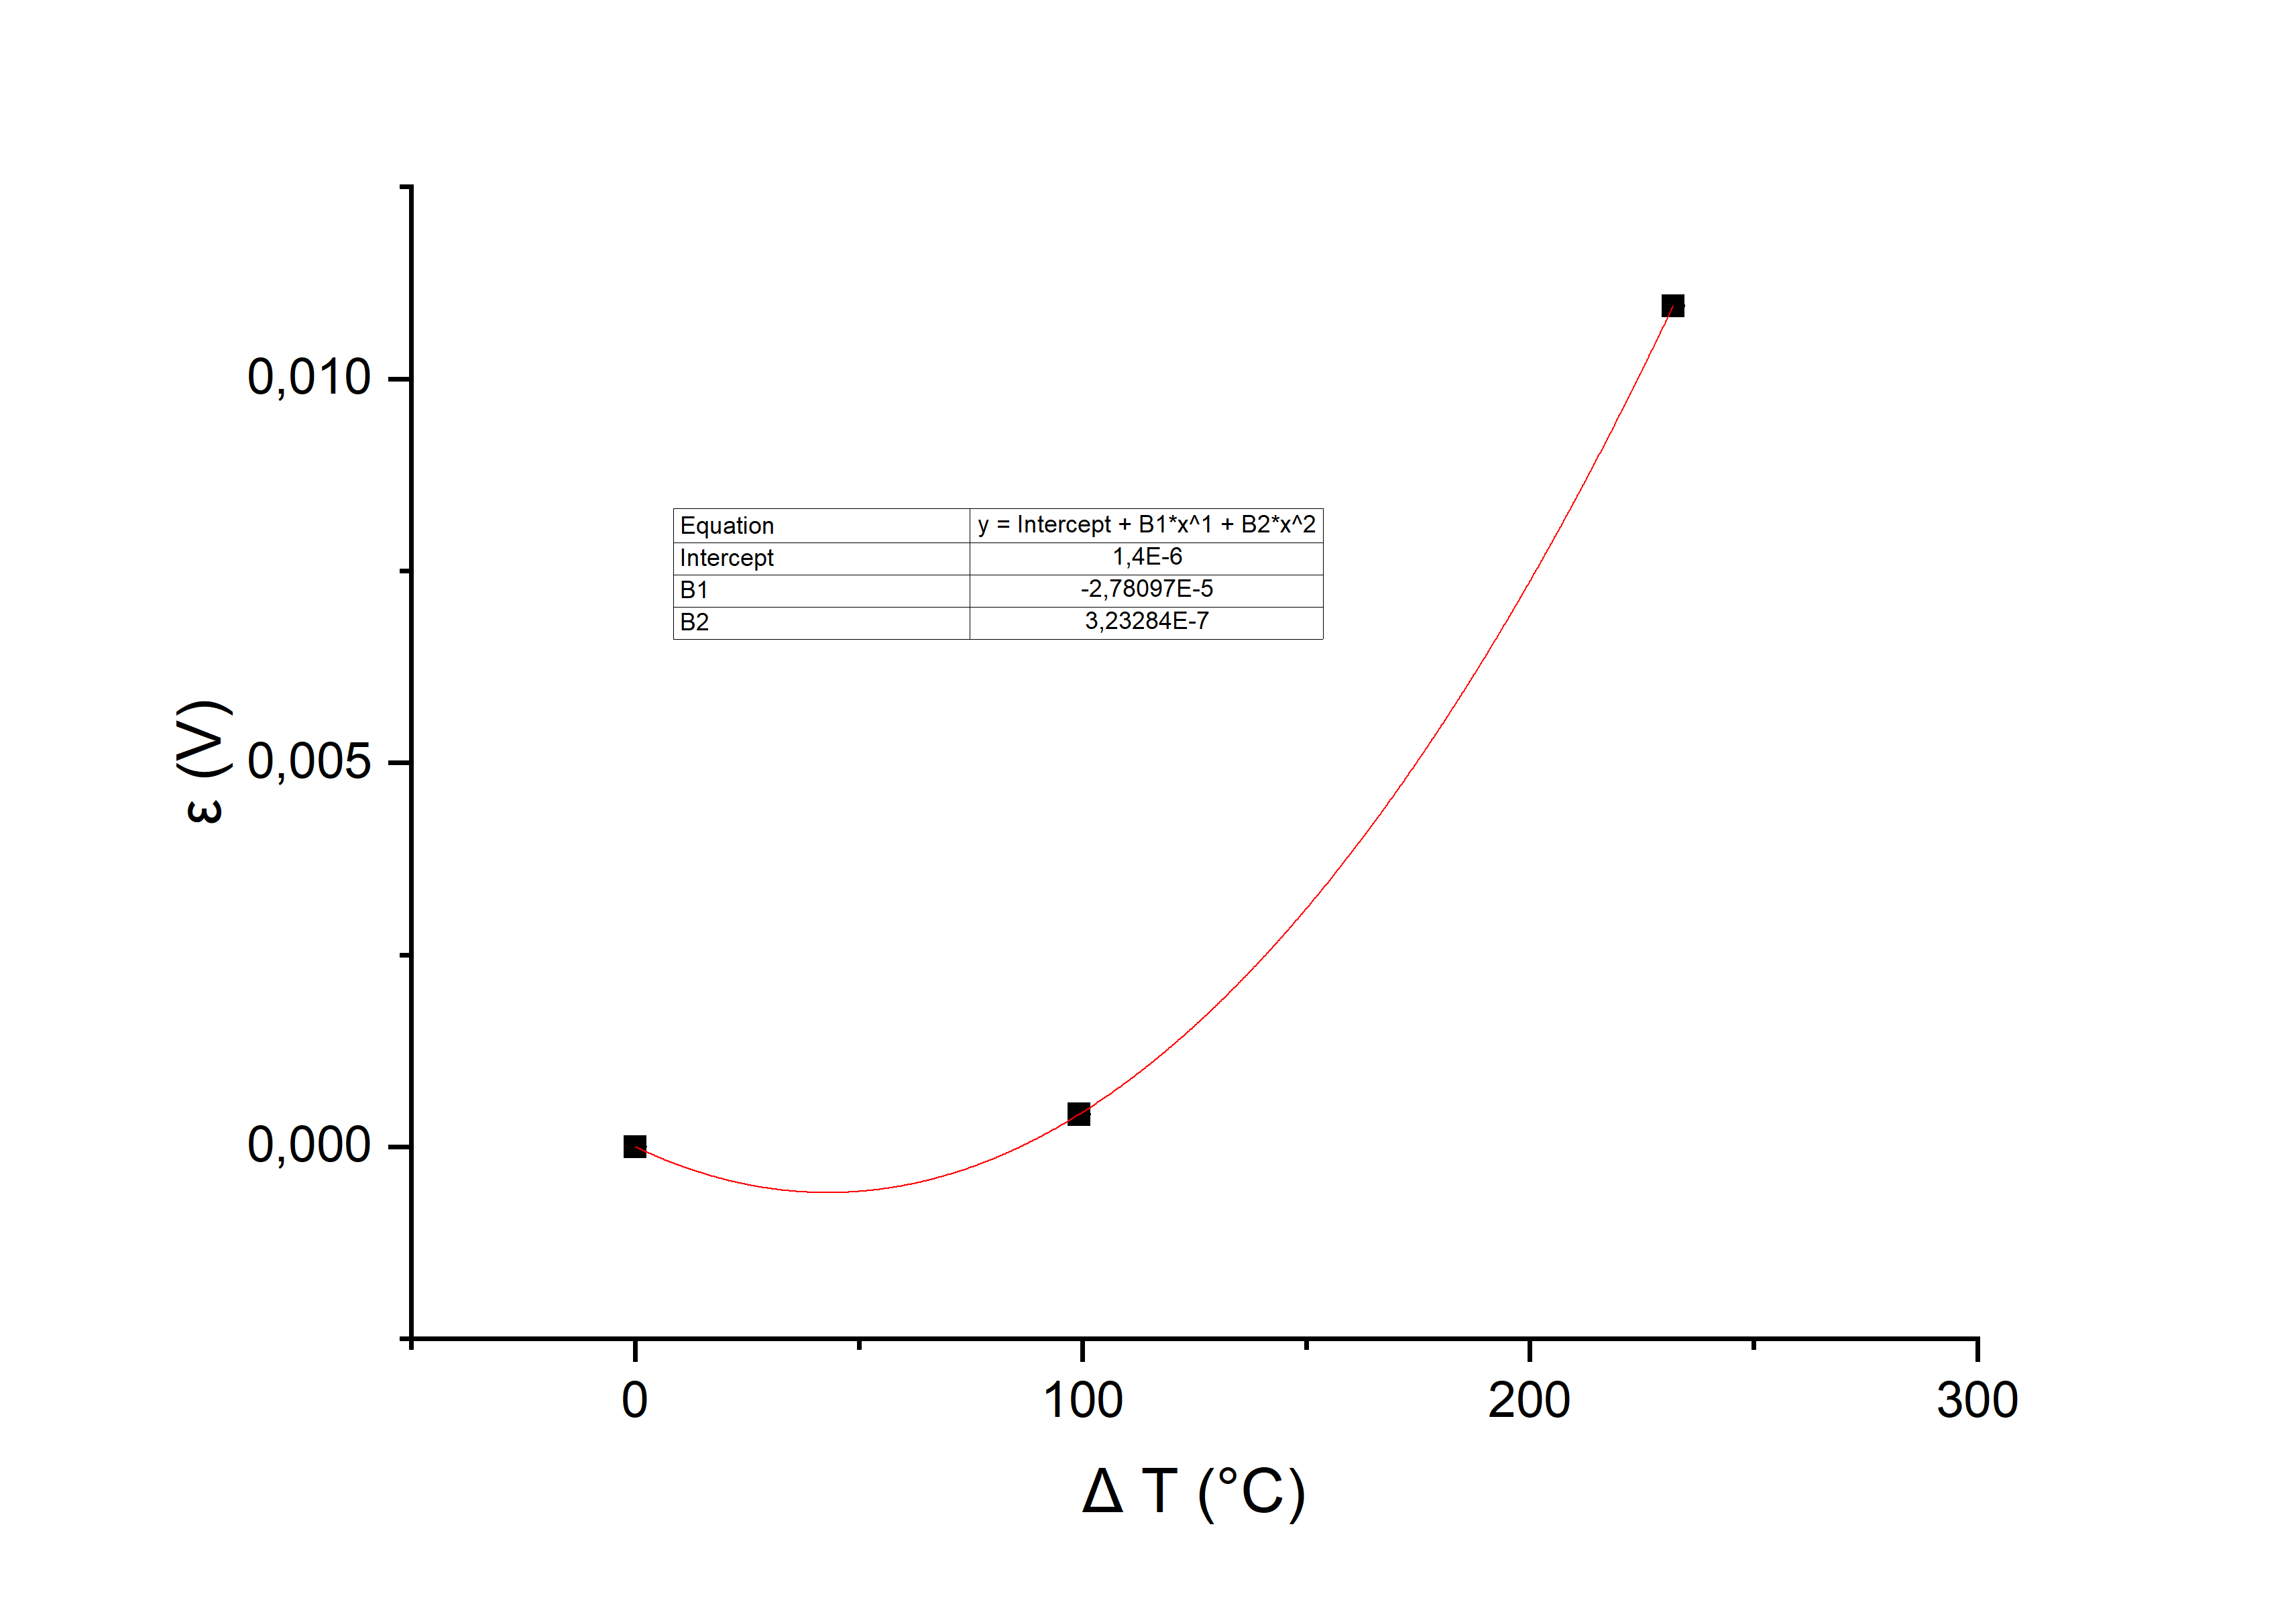 0,010
0,005
0,000
ε (V)
Equation y = Intercept + B1*x^1 + B2*x^2
Intercept 1,4E-6
B1 -2,78097E-5
B2 3,23284E-7
0 100 200 300
Δ T (°C)